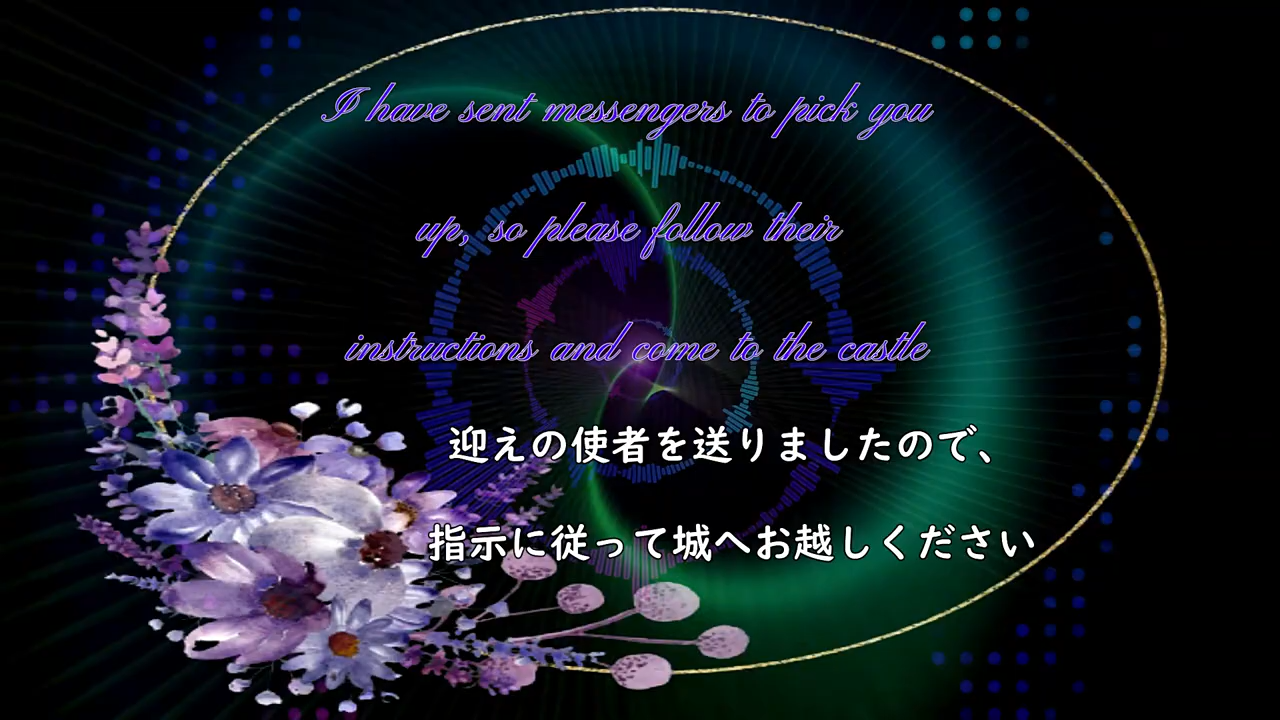 I have sent messengers to pick you
up, so please follow their
instructions and come to the castle
迎えの使者を送りましたので、
指示に従って城へお越しください